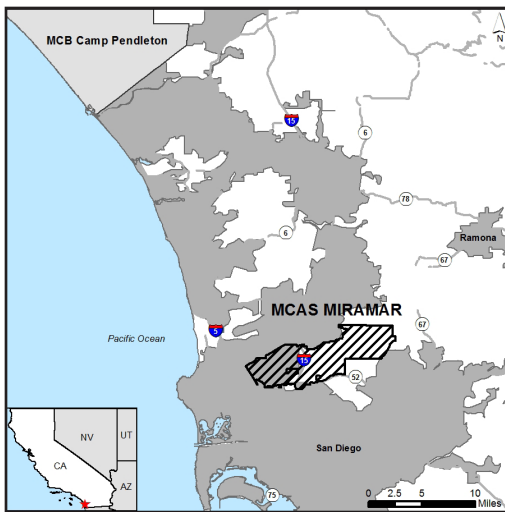 MCB Camp Pendleton
N
15
6
78
Ramona
6
67
MCAS MIRAMAR
5
67
Pacific Ocean
15
52
NV
UT
CA
San Diego
AZ
75
0 2.5 5 10
Miles